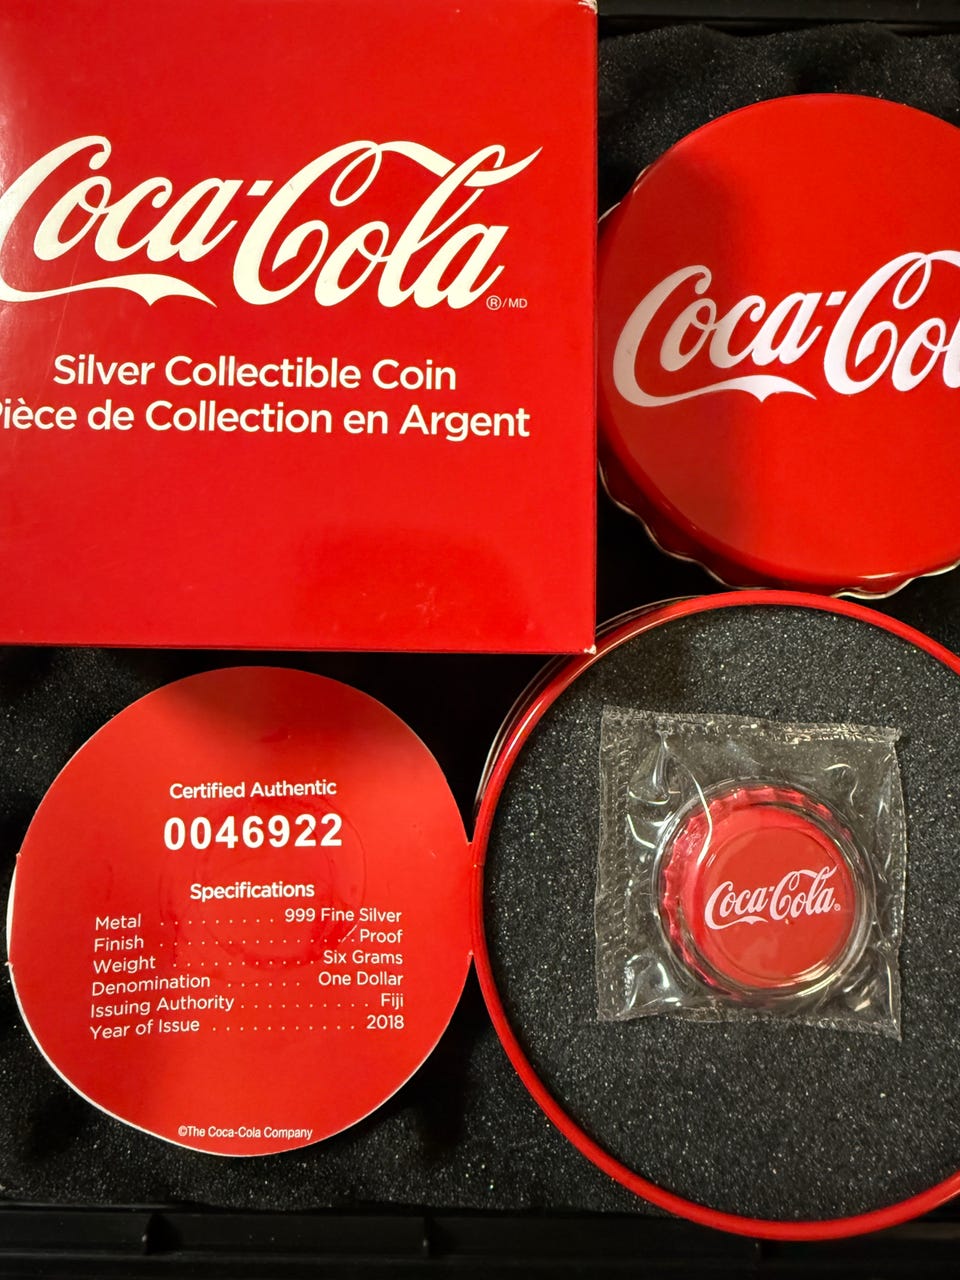 Coca-Cola
®/MD
Silver Collectible Coin
Pièce de Collection en Argent
Coca-Col
Certified Authentic
0046922
Specifications
Metal . . . . . . . . . . . 999 Fine Silver
Finish . . . . . . . . . . . . . . . . . . Proof
Weight . . . . . . . . . . . . . Six Grams
Denomination . . . . . . . One Dollar
Issuing Authority . . . . . . . . . . . Fiji
Year of Issue . . . . . . . . . . . . . 2018
©The Coca-Cola Company
Coca-Cola®